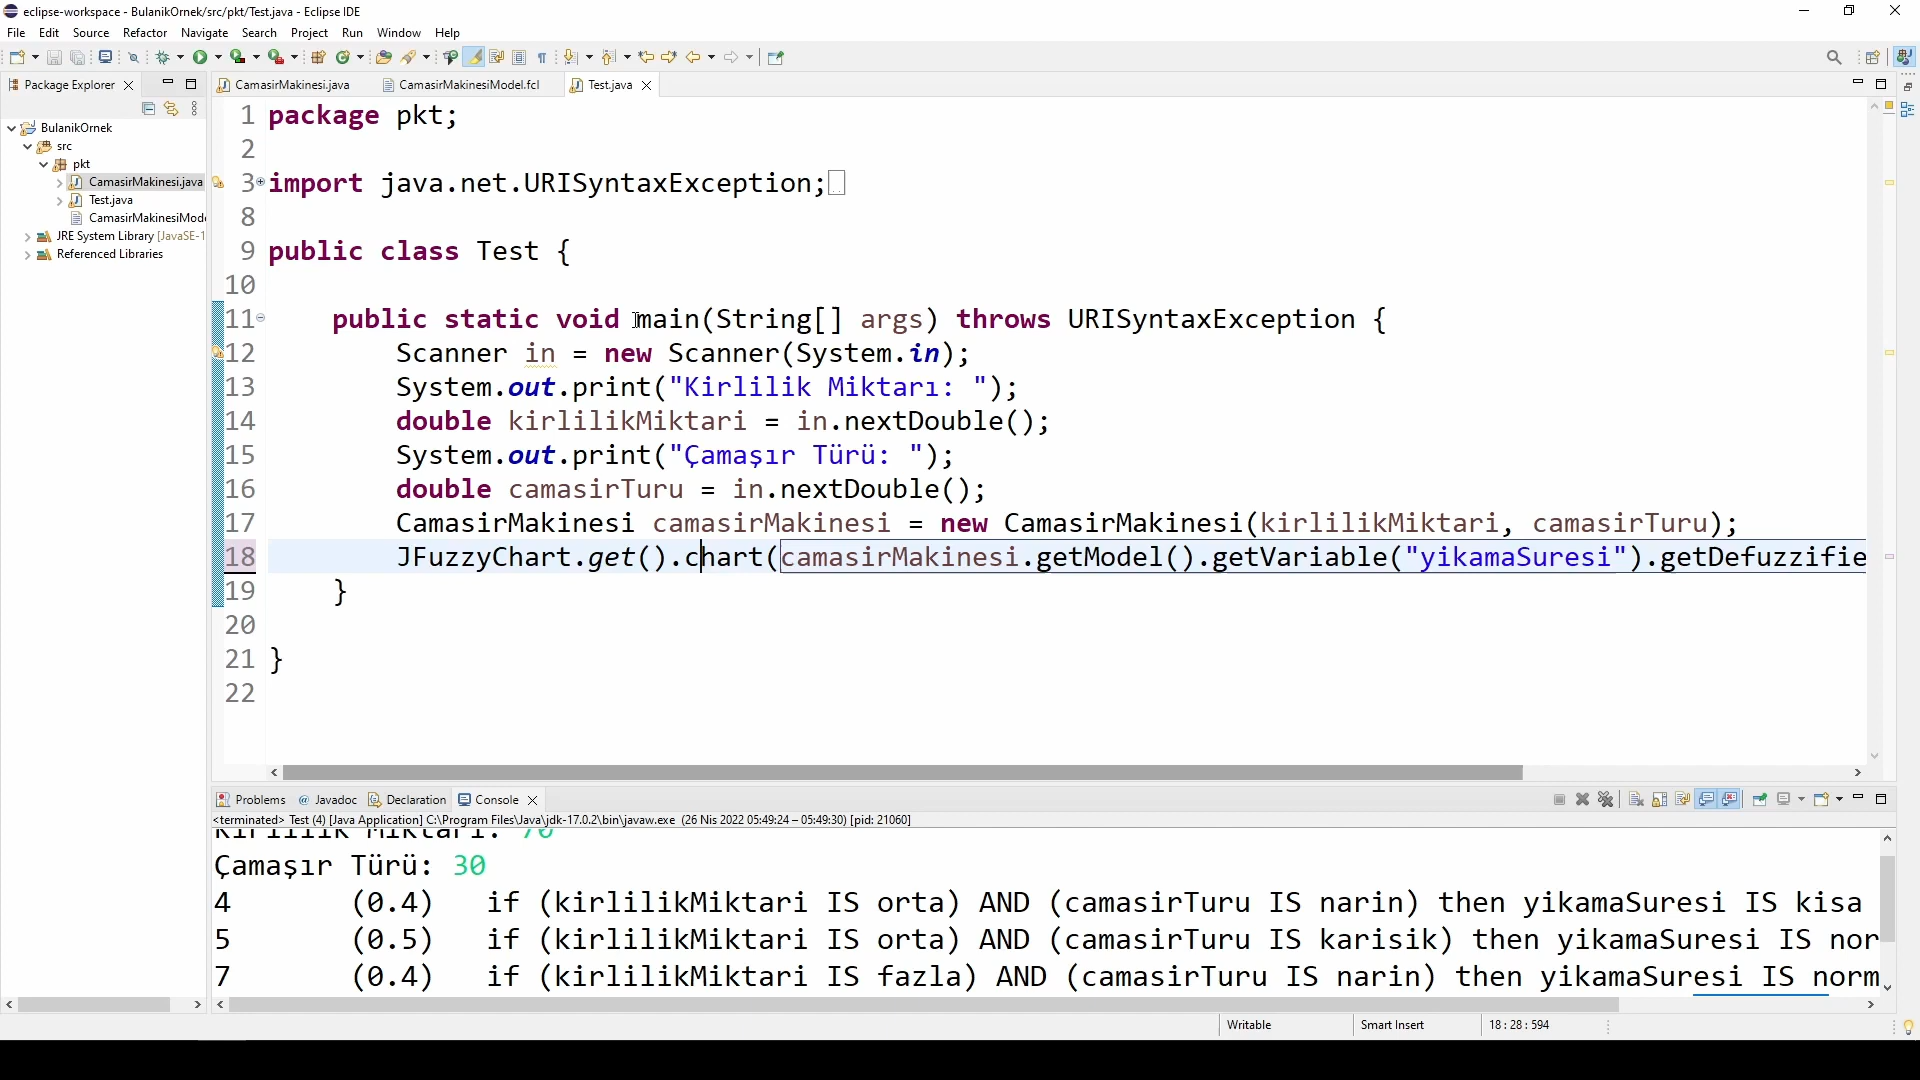 eclipse-workspace - BulanikOrnek/src/pkt/Test.java - Eclipse IDE
File Edit Source Refactor Navigate Search Project Run Window Help
Package Explorer
CamasirMakinesi.java CamasirMakinesiModel.fcl Test.java
BulanikOrnek
src
pkt
CamasirMakinesi.java
Test.java
CamasirMakinesiMode
JRE System Library [JavaSE-1
Referenced Libraries
1 package pkt;
2
3 import java.net.URISyntaxException;
8
9 public class Test {
10
11 public static void main(String[] args) throws URISyntaxException {
12 Scanner in = new Scanner(System.in);
13 System.out.print("Kirlilik Miktarı: ");
14 double kirlilikMiktari = in.nextDouble();
15 System.out.print("Çamaşır Türü: ");
16 double camasirTuru = in.nextDouble();
17 CamasirMakinesi camasirMakinesi = new CamasirMakinesi(kirlilikMiktari, camasirTuru);
18 JFuzzyChart.get().chart(camasirMakinesi.getModel().getVariable("yikamaSuresi").getDefuzzifie
19 }
20
21 }
22
Problems Javadoc Declaration Console
<terminated> Test (4) [Java Application] C:\Program Files\Java\jdk-17.0.2\bin\javaw.exe (26 Nis 2022 05:49:24 – 05:49:30) [pid: 21060]
Kirlilik Miktarı: 70
Çamaşır Türü: 30
4 (0.4) if (kirlilikMiktari IS orta) AND (camasirTuru IS narin) then yikamaSuresi IS kisa
5 (0.5) if (kirlilikMiktari IS orta) AND (camasirTuru IS karisik) then yikamaSuresi IS nor
7 (0.4) if (kirlilikMiktari IS fazla) AND (camasirTuru IS narin) then yikamaSuresi IS norm
Writable Smart Insert 18 : 28 : 594